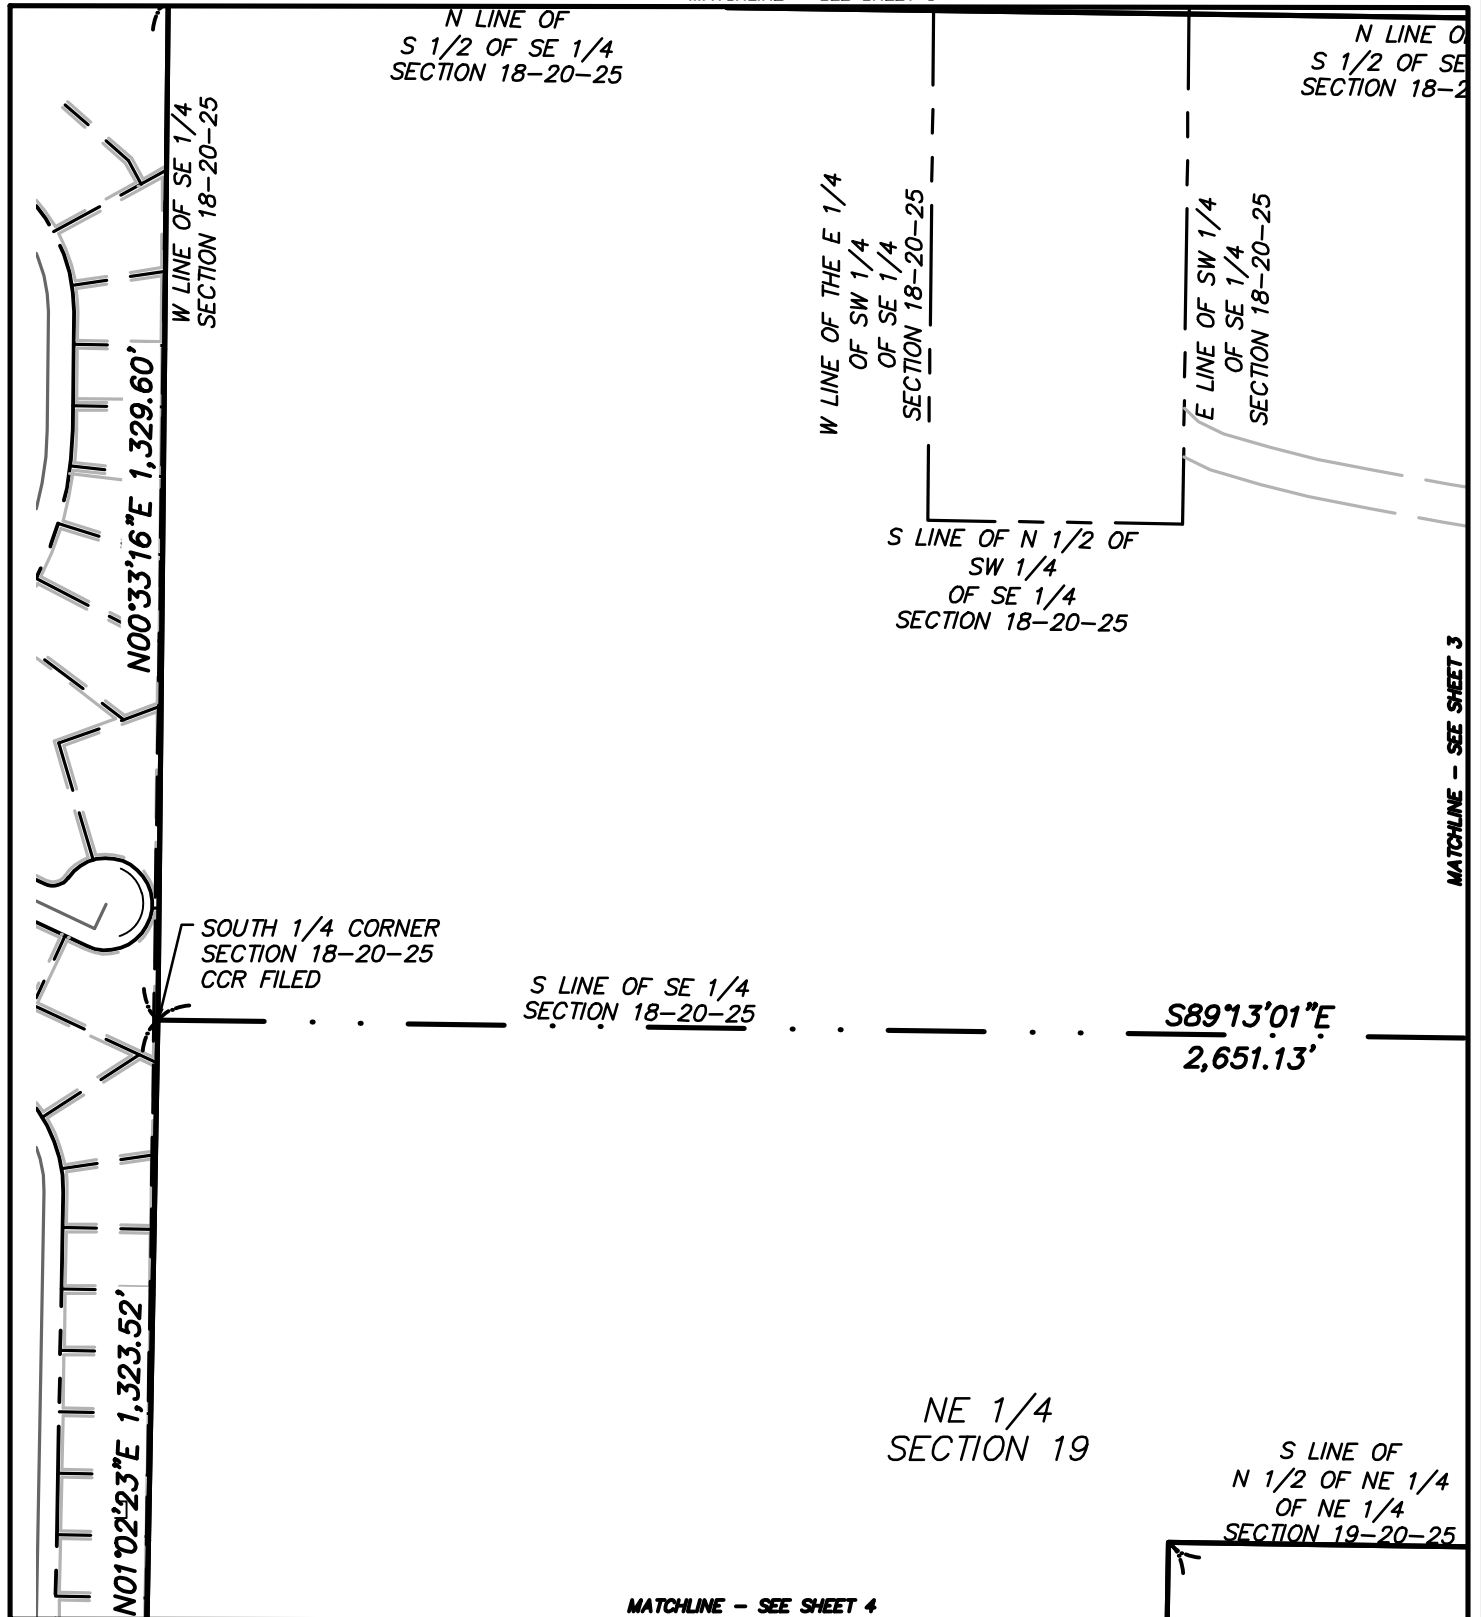 N LINE OF
S 1/2 OF SE 1/4
SECTION 18-20-25
N LINE
S 1/2 OF SE
SECTION
W LINE OF SE 1/4
SECTION 18-20-25
W LINE OF THE E 1/4
OF SW 1/4
OF SE 1/4
SECTION 18-20-25
E LINE OF SW 1/4
OF SE 1/4
SECTION 18-20-25
N00°33'16"E 1,329.60'
S LINE OF N 1/2 OF
SW 1/4
OF SE 1/4
SECTION 18-20-25
MATCHLINE - SEE SHEET 3
SOUTH 1/4 CORNER
SECTION 18-20-25
CCR FILED
S LINE OF SE 1/4
SECTION 18-20-25
S89°13'01"E
2,651.13'
N01°02'23"E 1,323.52'
NE 1/4
SECTION 19
S LINE OF
N 1/2 OF NE 1/4
OF NE 1/4
SECTION 19-20-25
MATCHLINE - SEE SHEET 4